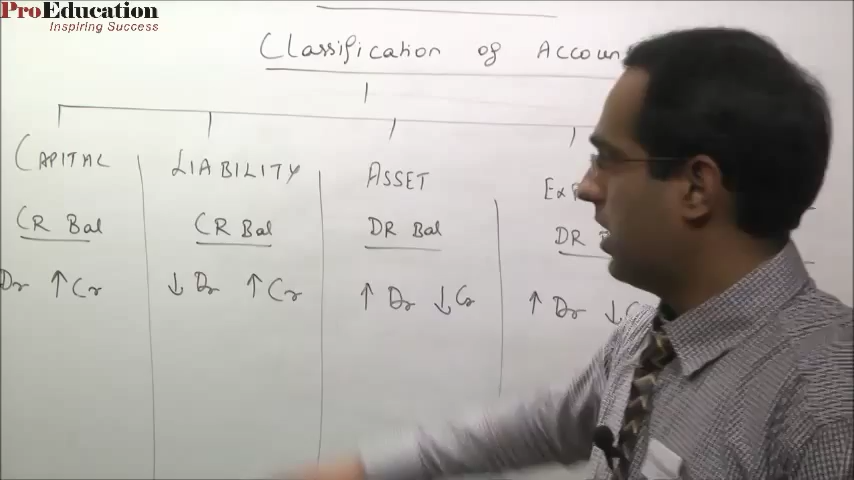 ProEducation
Inspiring Success
Classification of Accoun
CAPITAL
CR Bal
Dr ↑ Cr
LIABILITY
CR Bal
↓ Dr ↑ Cr
ASSET
DR Bal
↑ Dr ↓ Cr
Exp
DR
↑ Dr ↓ C